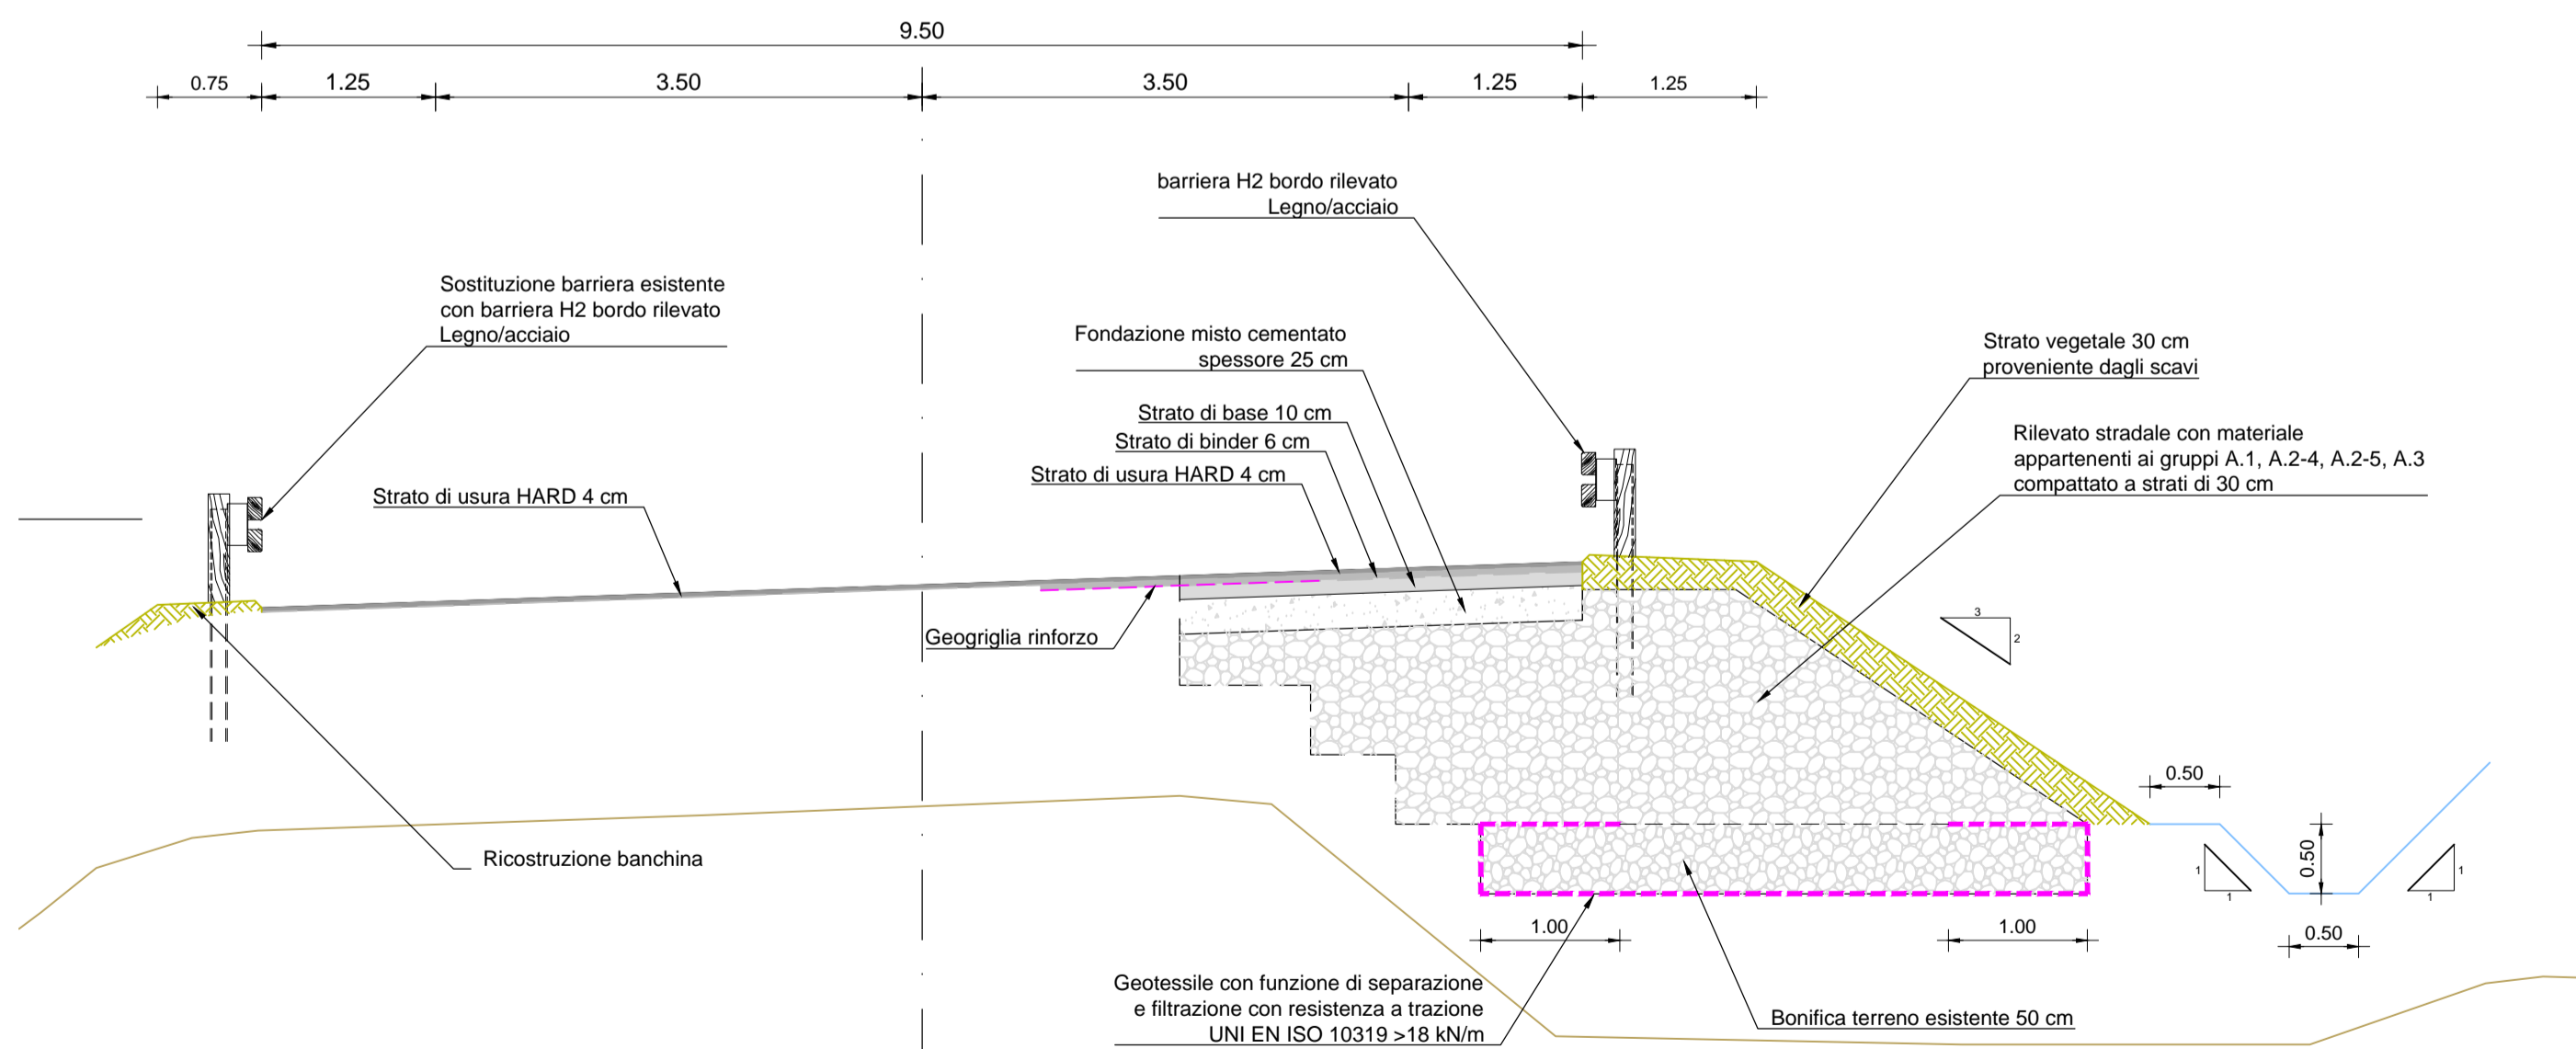 9.50
0.75
1.25
3.50
3.50
1.25
1.25
barriera H2 bordo rilevato
Legno/acciaio
Sostituzione barriera esistente
con barriera H2 bordo rilevato
Legno/acciaio
Fondazione misto cementato
spessore 25 cm
Strato vegetale 30 cm
proveniente dagli scavi
Strato di base 10 cm
Strato di binder 6 cm
Strato di usura HARD 4 cm
Rilevato stradale con materiale
appartenenti ai gruppi A.1, A.2-4, A.2-5, A.3
compattato a strati di 30 cm
Strato di usura HARD 4 cm
3
2
Geogriglia rinforzo
0.50
Ricostruzione banchina
0.50
1
1
1
1
1.00
1.00
0.50
Geotessile con funzione di separazione
e filtrazione con resistenza a trazione
UNI EN ISO 10319 >18 kN/m
Bonifica terreno esistente 50 cm